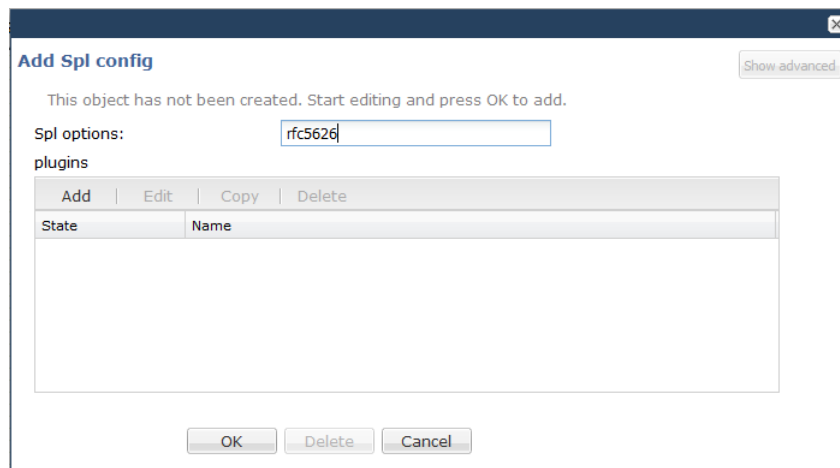 Add Spl config
Show advanced
This object has not been created. Start editing and press OK to add.
Spl options: rfc5626
plugins
Add Edit Copy Delete
State Name
OK Delete Cancel